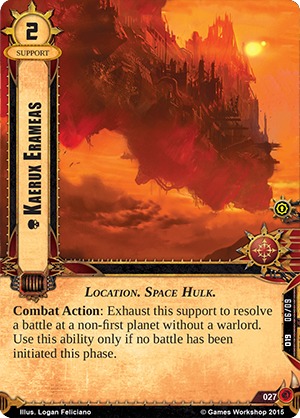 2
SUPPORT
Kaerux Erameas
Location. Space Hulk.
Combat Action: Exhaust this support to resolve
a battle at a non-first planet without a warlord.
Use this ability only if no battle has been
initiated this phase.
D19 06/09
027
Illus. Logan Feliciano
© Games Workshop 2015